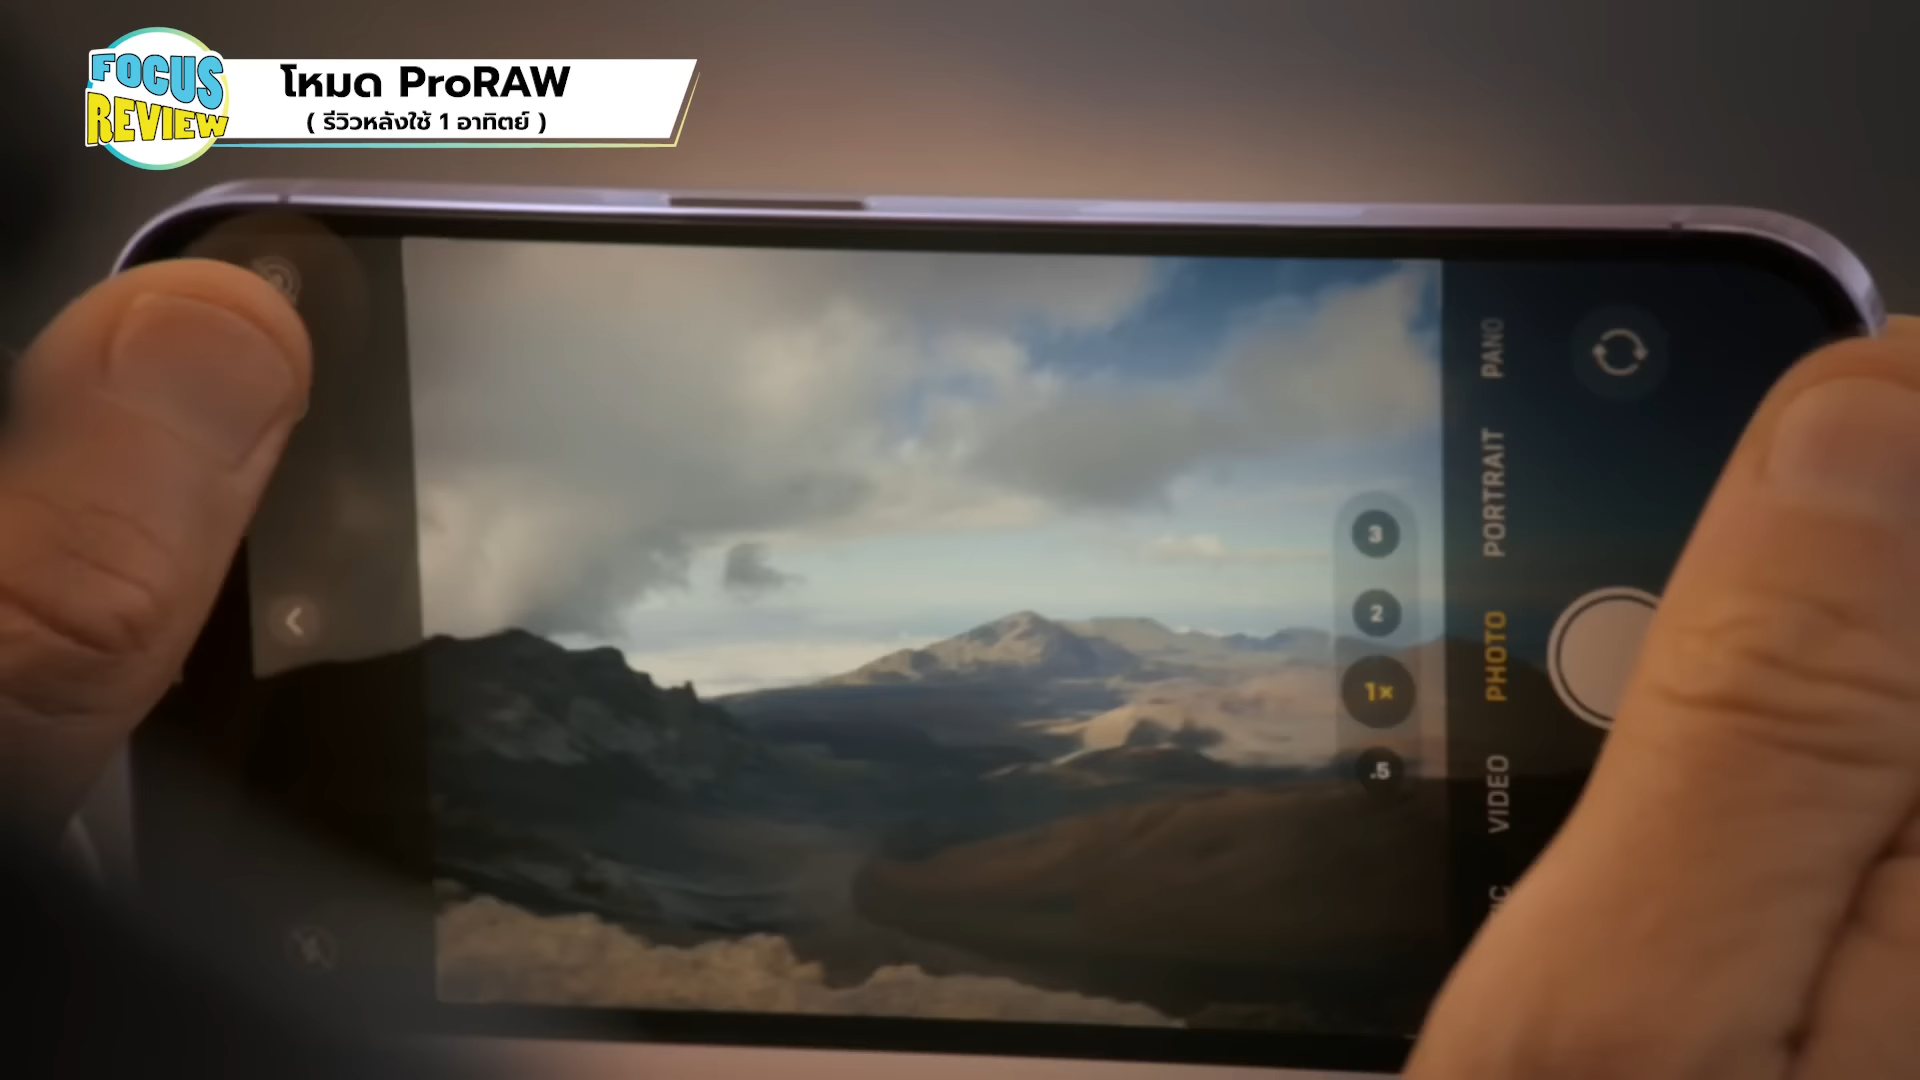 FOCUS
REVIEW
โหมด ProRAW
( รีวิวหลังใช้ 1 อาทิตย์ )
PANO
PORTRAIT
3
2
PHOTO
1×
.5
VIDEO